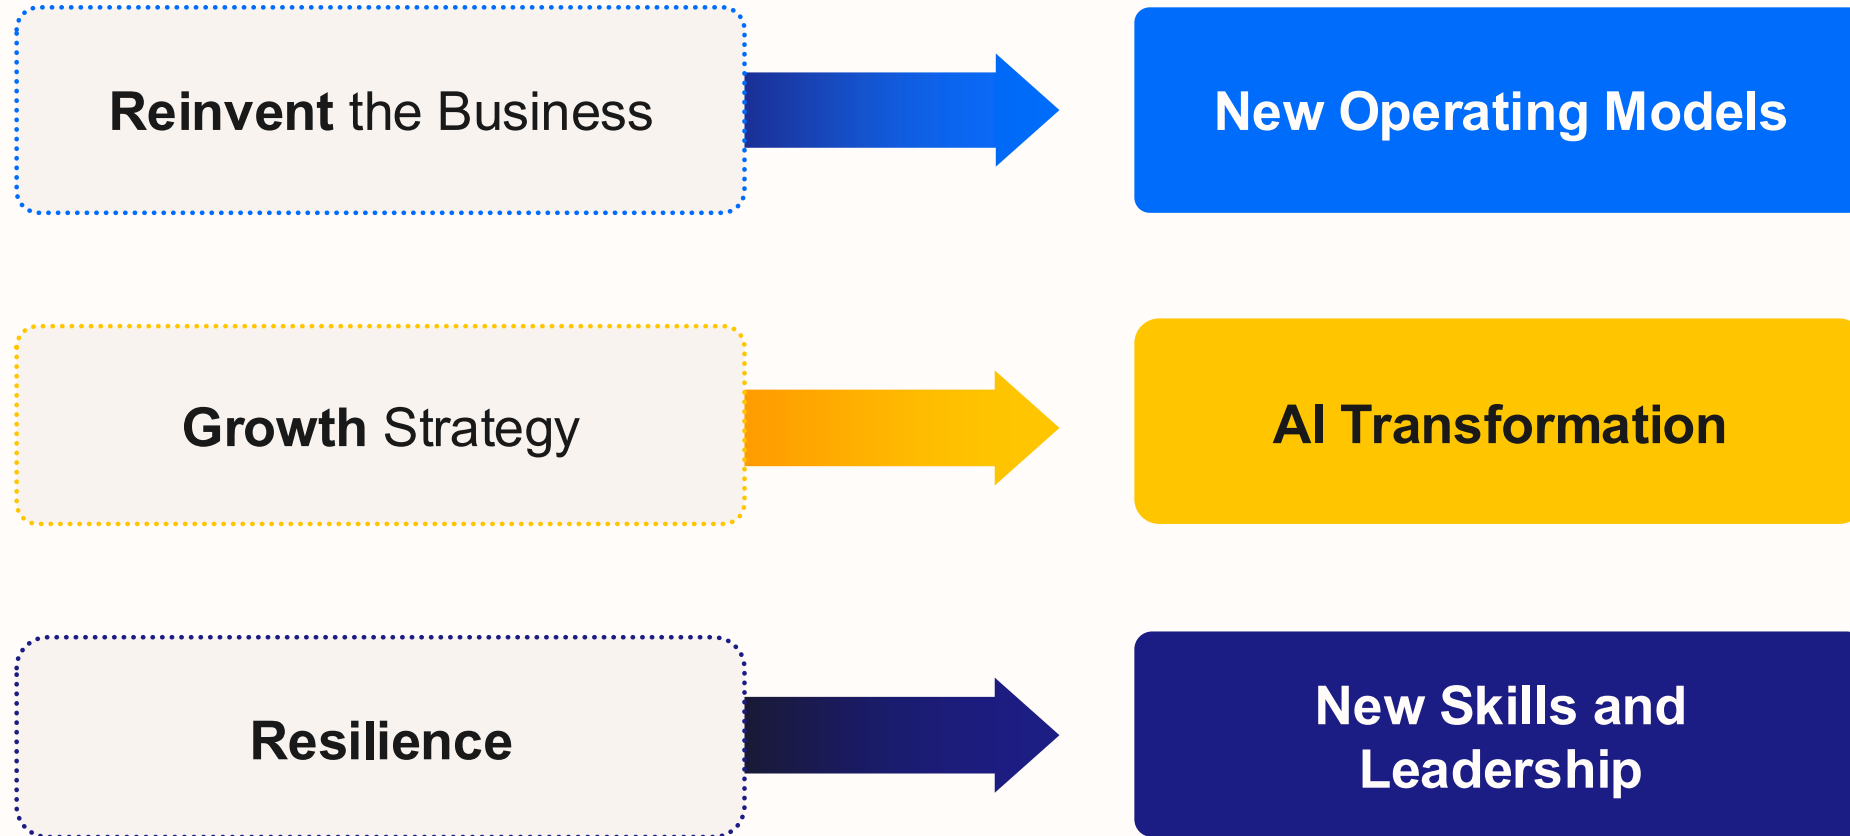 Reinvent the Business
New Operating Models
Growth Strategy
AI Transformation
Resilience
New Skills and
Leadership